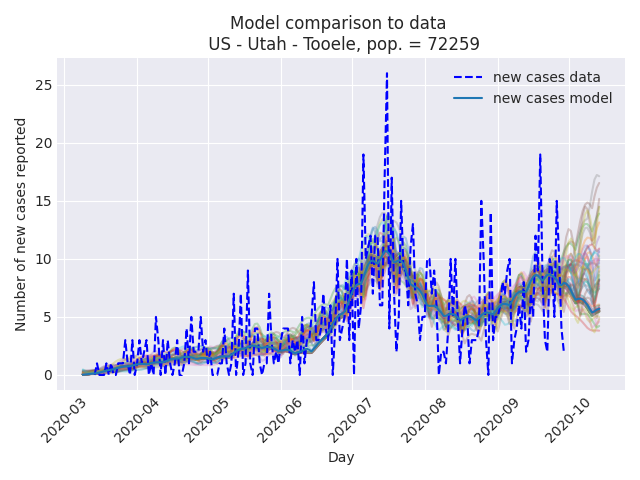 Model comparison to data
US - Utah - Tooele, pop. = 72259
Number of new cases reported
25
20
15
10
5
0
new cases data
new cases model
2020-03
2020-04
2020-05
2020-06
2020-07
2020-08
2020-09
2020-10
Day